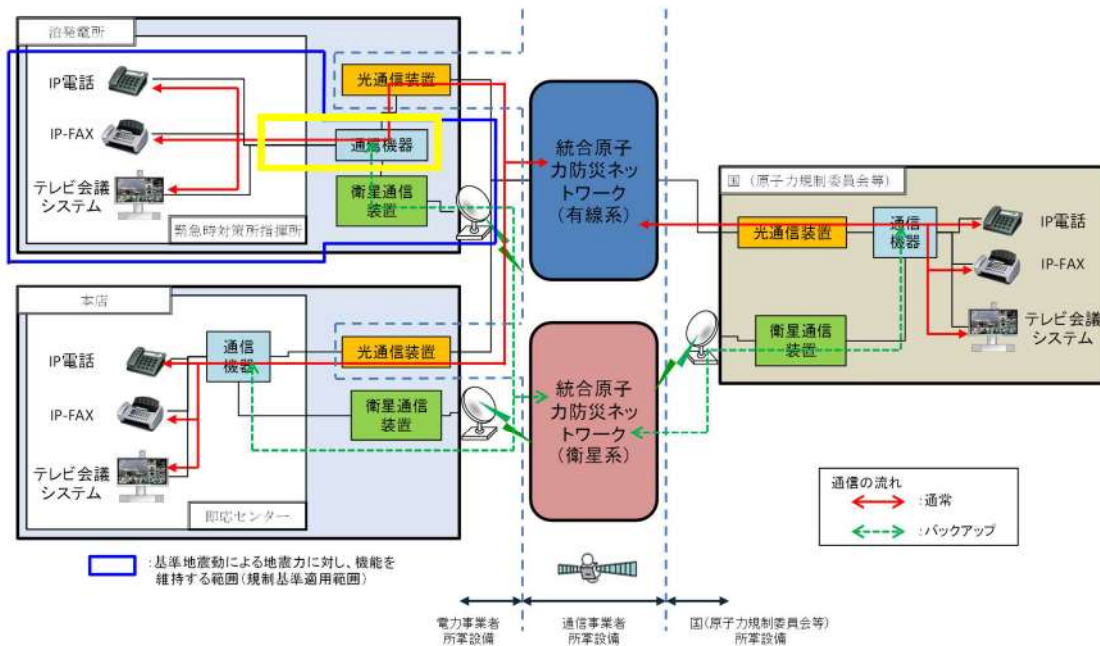 泊発電所
IP電話
IP-FAX
テレビ会議
システム
緊急時対策所指揮所
光通信装置
通信機器
衛星通信
装置
本店
IP電話
IP-FAX
テレビ会議
システム
即応センター
通信
機器
光通信装置
衛星通信
装置
統合原子
力防災ネッ
トワーク
(有線系)
統合原子
力防災ネッ
トワーク
(衛星系)
国(原子力規制委員会等)
光通信装置
通信
機器
衛星通信
装置
IP電話
IP-FAX
テレビ会議
システム
通信の流れ
:通常
:バックアップ
:基準地震動による地震力に対し、機能を
維持する範囲(規制基準適用範囲)
電力事業者
所掌設備
通信事業者
所掌設備
国(原子力規制委員会等)
所掌設備